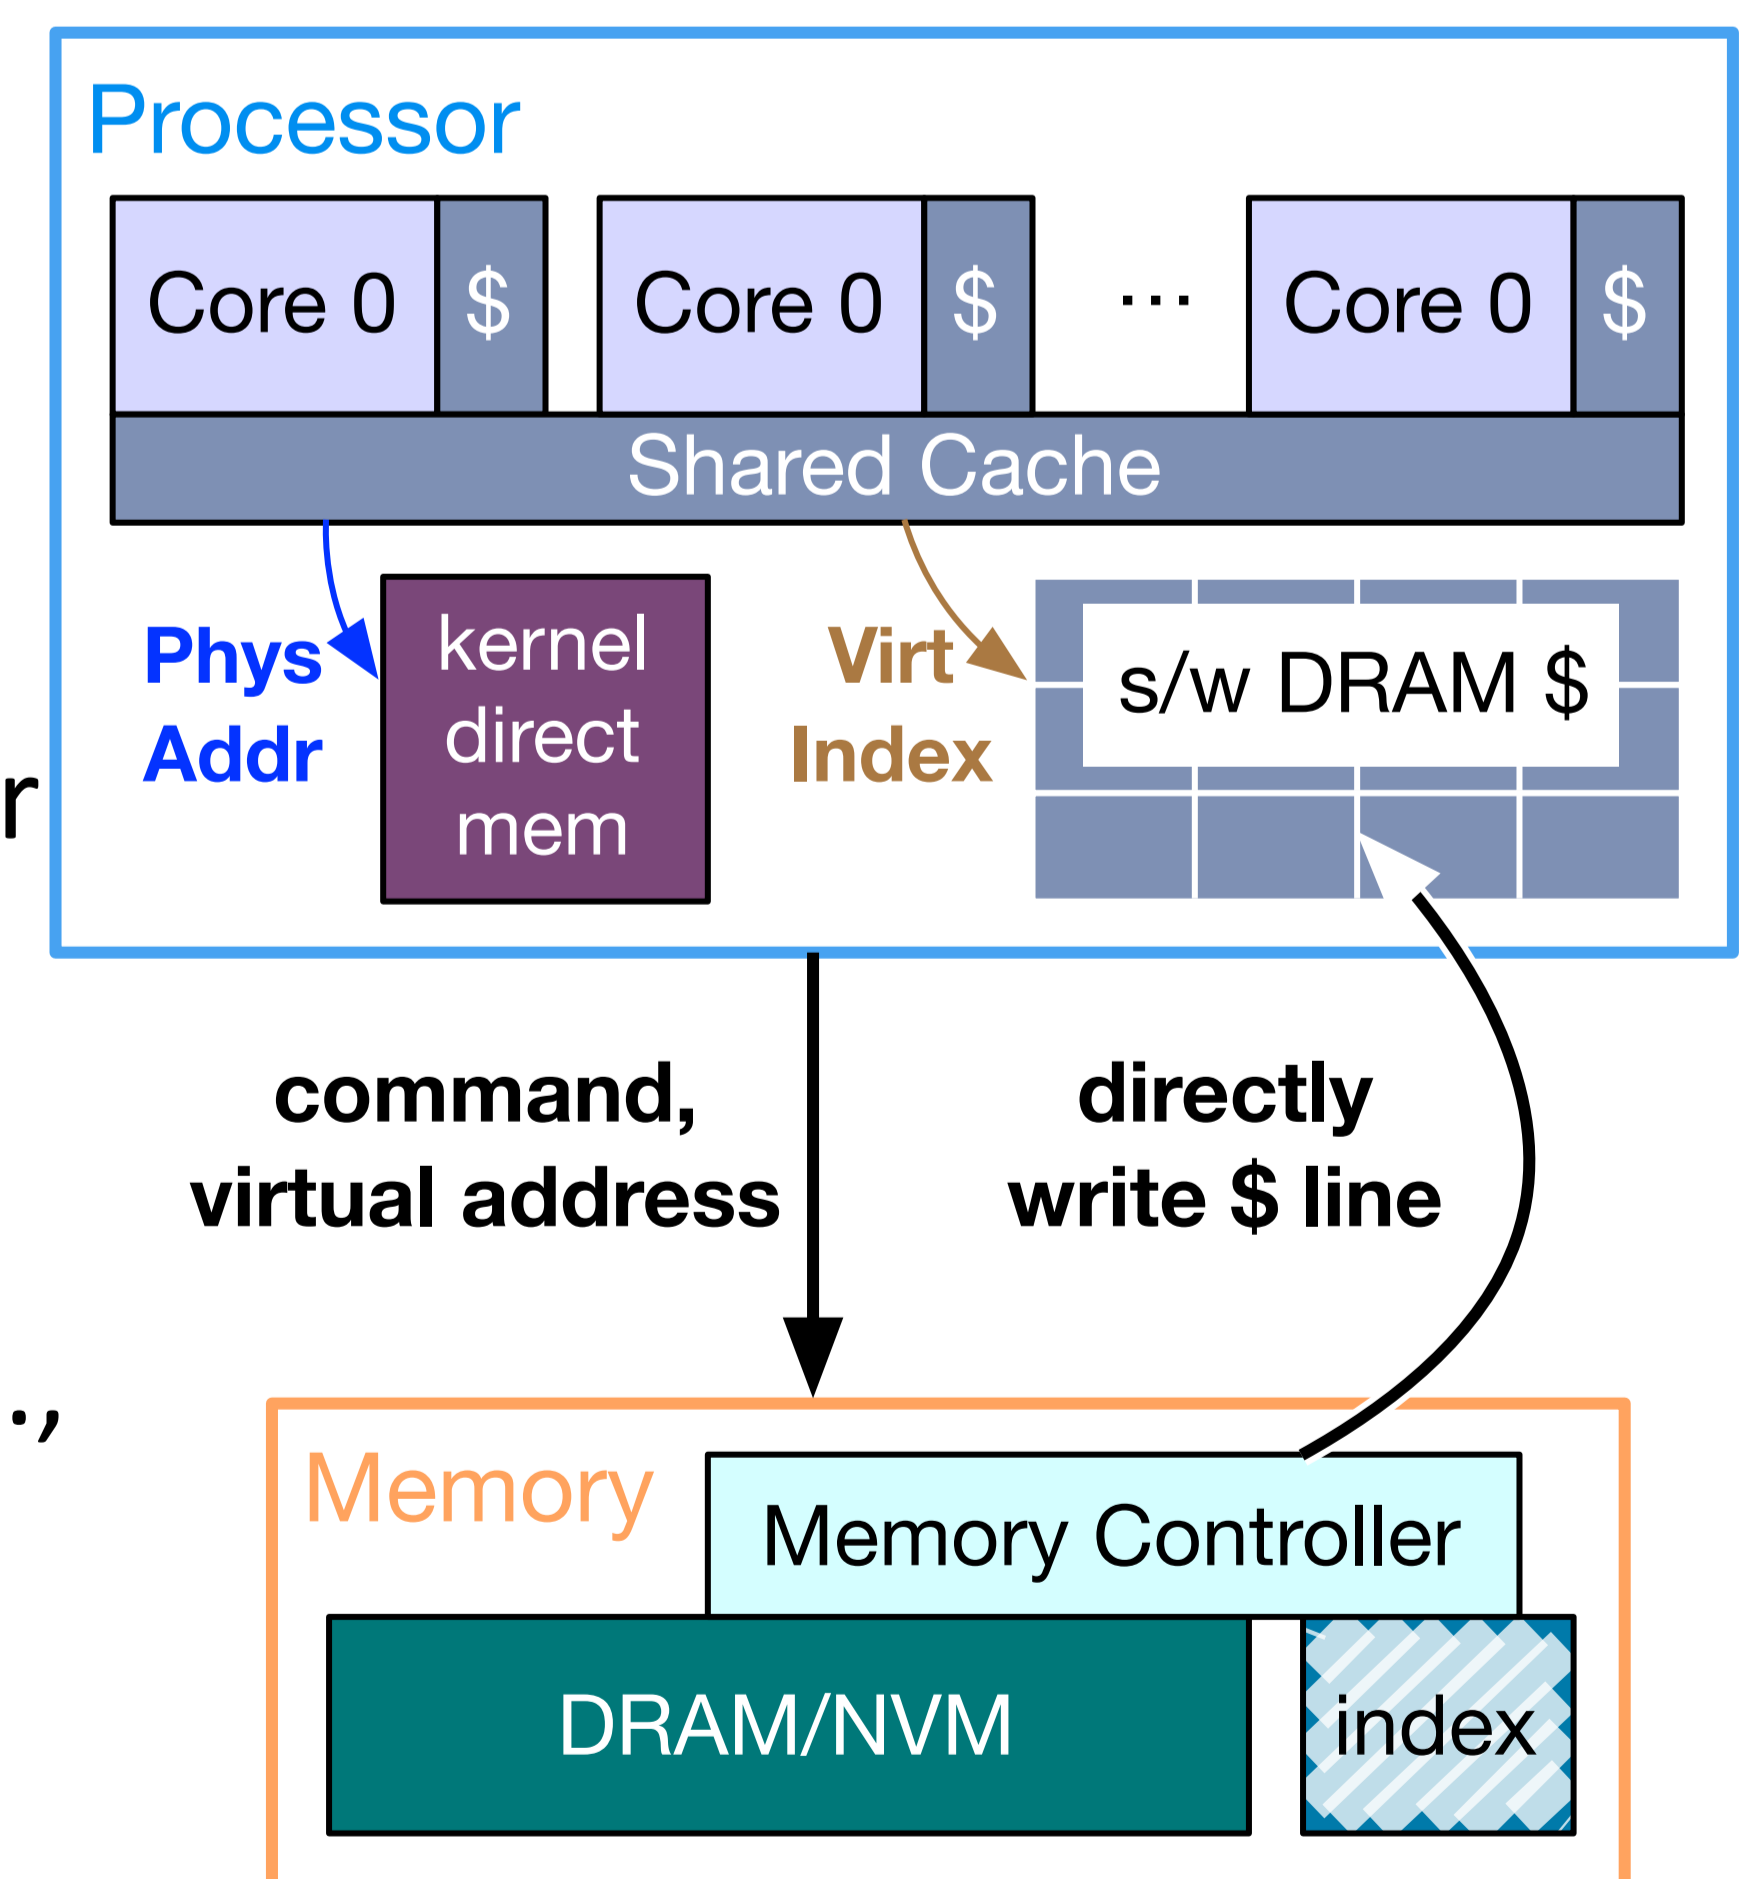 Processor
Core 0 $ Core 0 $ ... Core 0 $
Shared Cache
Phys
Addr
kernel
direct
mem
Virt
Index
s/w DRAM $
r
command,
virtual address
directly
write $ line
.,
Memory
Memory Controller
DRAM/NVM
index